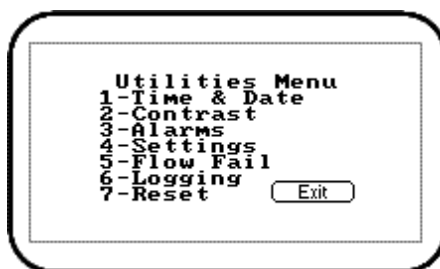 Utilities Menu
1-Time & Date
2-Contrast
3-Alarms
4-Settings
5-Flow Fail
6-Logging
7-Reset
Exit